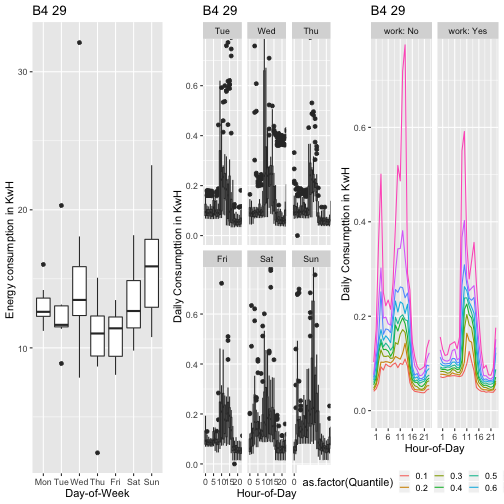 B4 29
Energy consumption in KwH
30
20
10
Mon Tue Wed Thu Fri Sat Sun
Day-of-Week
B4 29
Daily Consumption in KwH
Tue Wed Thu
0.6
0.4
0.2
0.0
Fri Sat Sun
0.6
0.4
0.2
0.0
Hour-of-Day
B4 29
Daily Consumption in KwH
work: No work: Yes
0.6
0.4
0.2
0.0
1 6 11 16 21 1 6 11 16 21
Hour-of-Day
as.factor(Quantile)
0.1 0.3 0.5
0.2 0.4 0.6